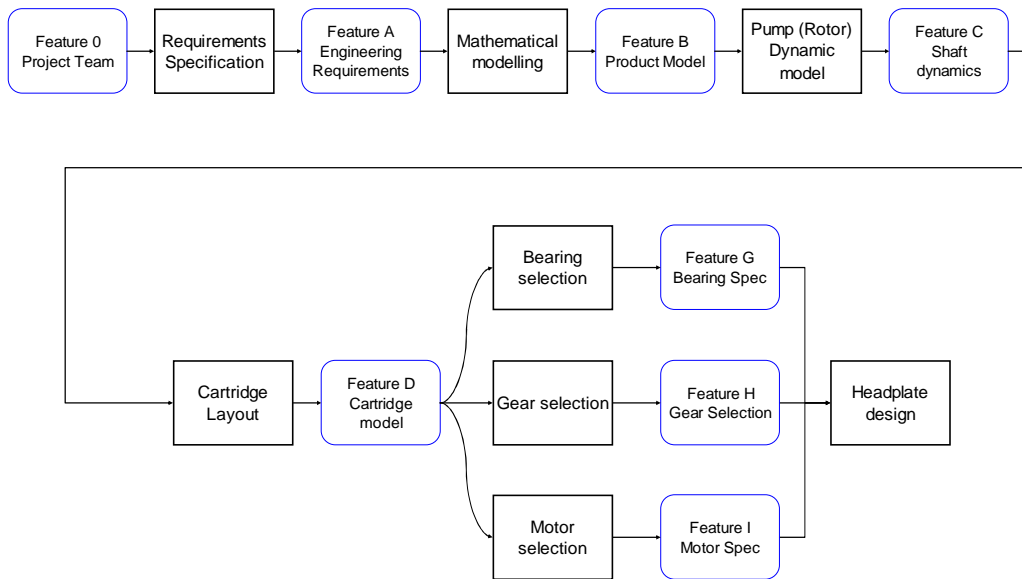 Feature 0
Project Team
Requirements
Specification
Feature A
Engineering
Requirements
Mathematical
modelling
Feature B
Product Model
Pump (Rotor)
Dynamic
model
Feature C
Shaft
dynamics
Bearing
selection
Feature G
Bearing Spec
Cartridge
Layout
Feature D
Cartridge
model
Gear selection
Feature H
Gear Selection
Headplate
design
Motor
selection
Feature I
Motor Spec